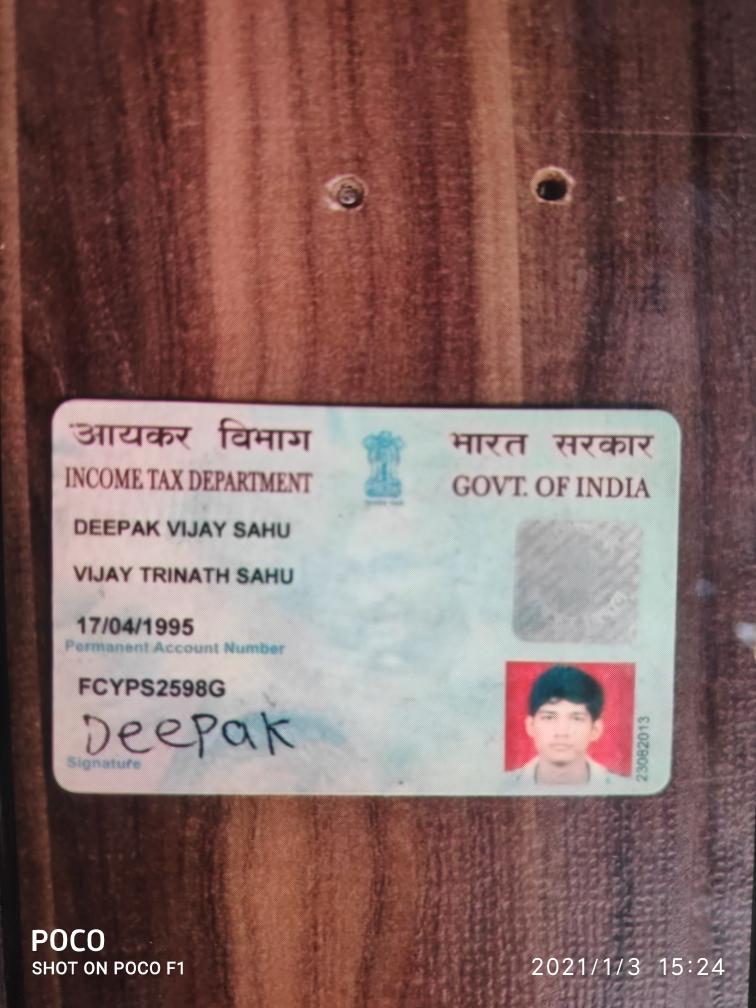 आयकर विभाग भारत सरकार
INCOME TAX DEPARTMENT GOVT. OF INDIA
DEEPAK VIJAY SAHU
VIJAY TRINATH SAHU
17/04/1995
Permanent Account Number
FCYPS2598G
Deepak
Signature
23082013
POCO
SHOT ON POCO F1
2021/1/3 15:24